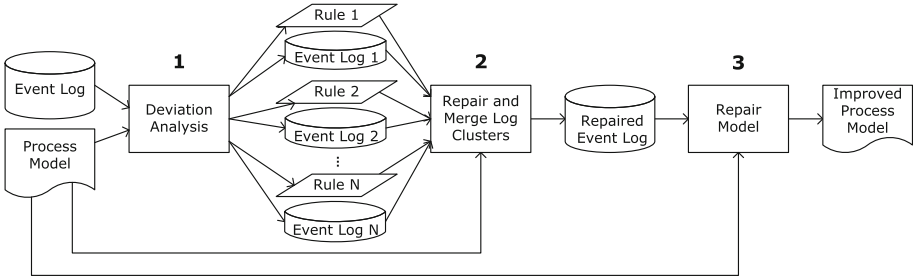 1
2
3
Event Log
Process
Model
Deviation
Analysis
Rule 1
Event Log 1
Rule 2
Event Log 2
...
Rule N
Event Log N
Repair and
Merge Log
Clusters
Repaired
Event Log
Repair
Model
Improved
Process
Model